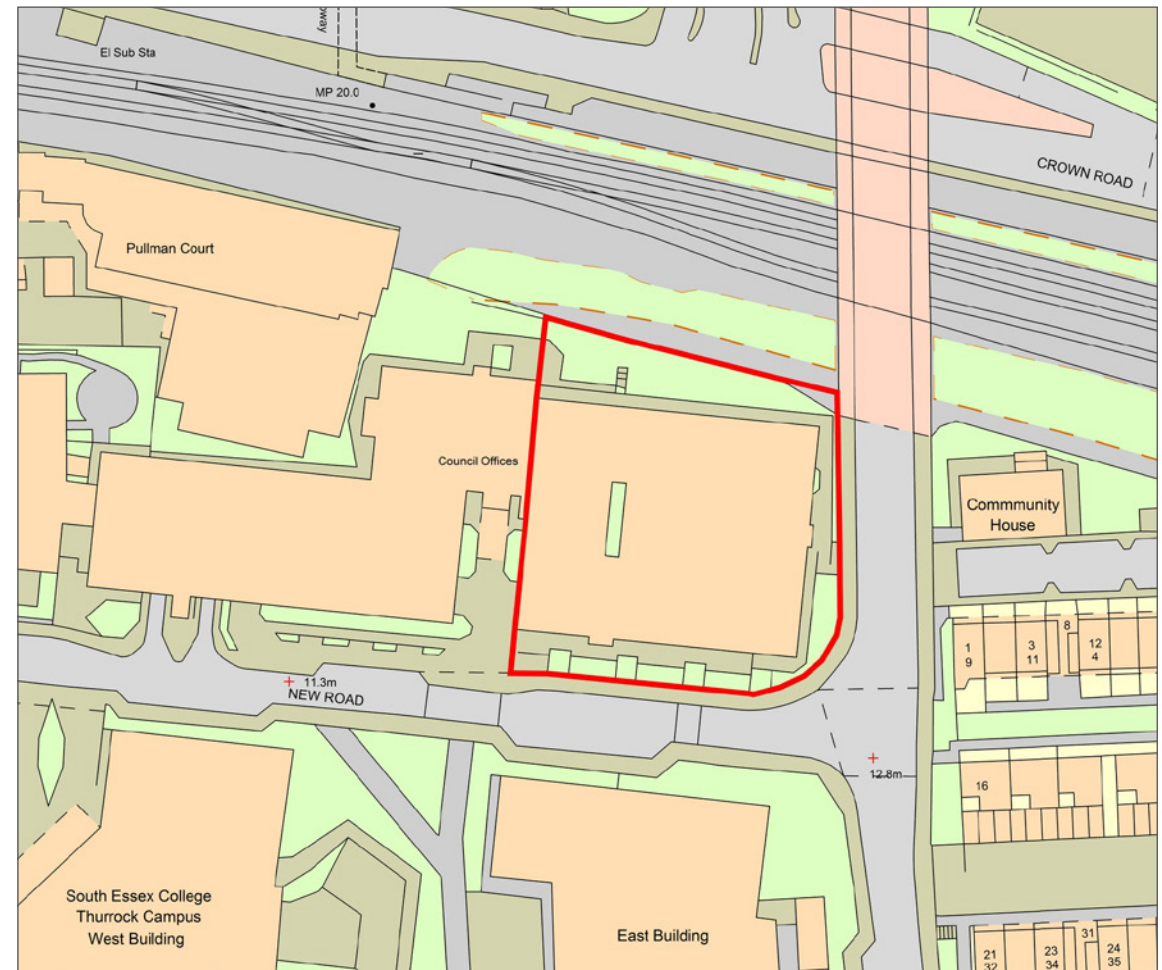 oway
El Sub Sta
MP 20.0
CROWN ROAD
Pullman Court
Council Offices
Commmunity
House
1
9
3
11
8
12
4
11.3m
NEW ROAD
12.8m
16
South Essex College
Thurrock Campus
West Building
East Building
21
32
23
34
31
24
35